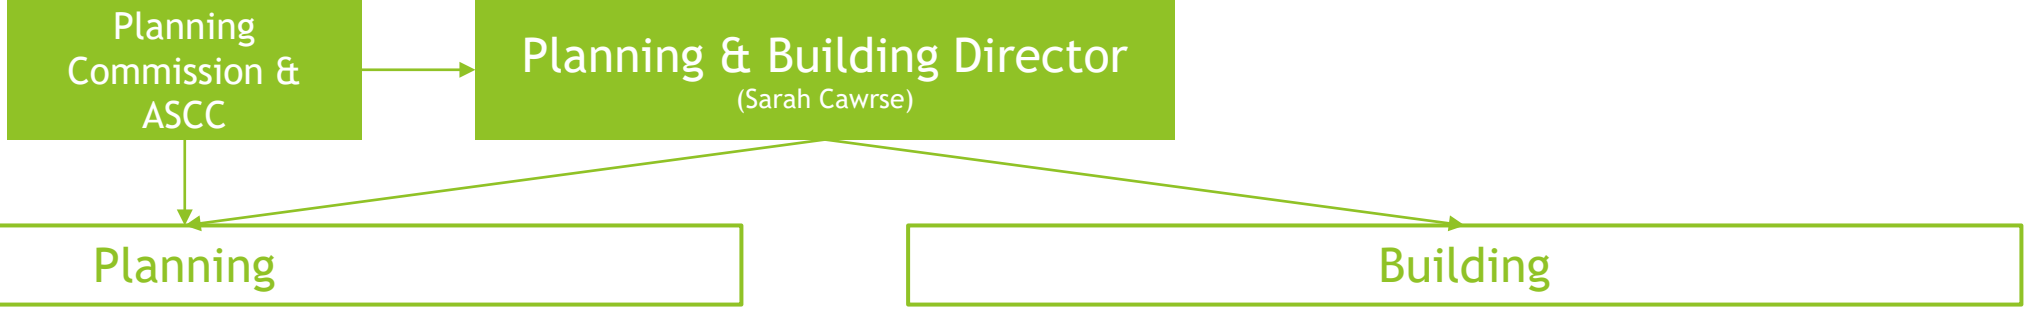 Planning
Commission &
ASCC
Planning & Building Director
(Sarah Cawrse)
Planning
Building